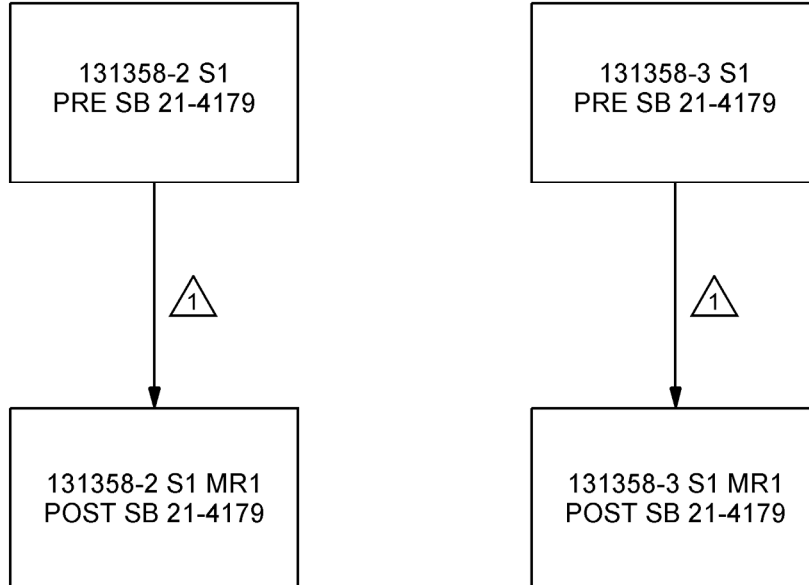 131358-2 S1
PRE SB 21-4179
131358-3 S1
PRE SB 21-4179
1
1
131358-2 S1 MR1
POST SB 21-4179
131358-3 S1 MR1
POST SB 21-4179